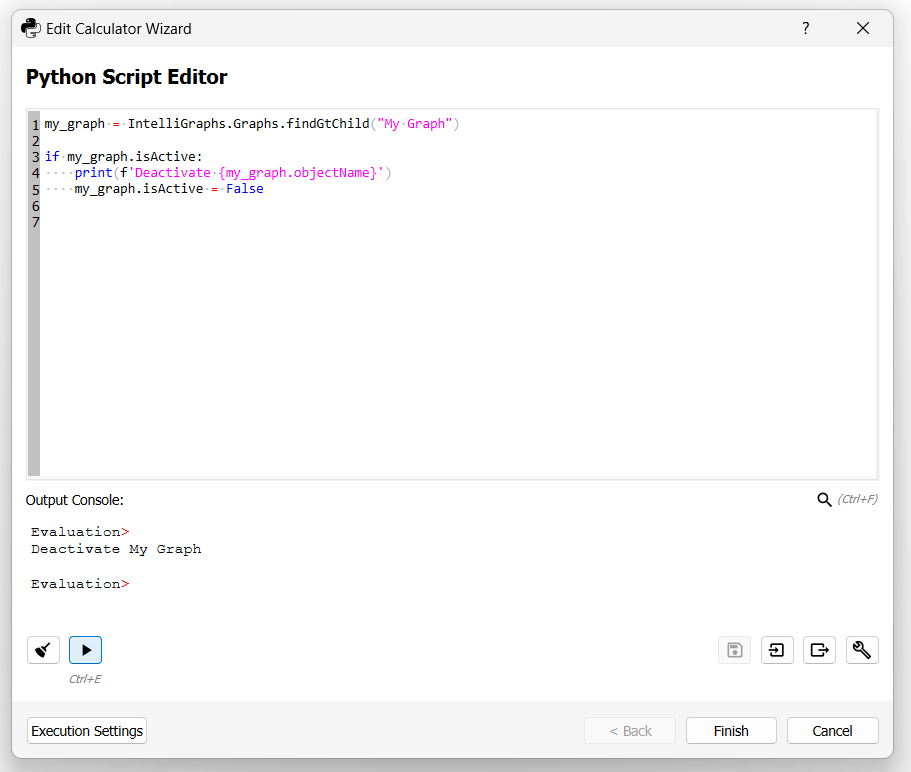 Edit Calculator Wizard
?
Python Script Editor
1 my_graph = IntelliGraphs.Graphs.findGtChild("My Graph")
2
3 if my_graph.isActive:
4 ····print(f'Deactivate {my_graph.objectName}')
5 ····my_graph.isActive = False
6
7
Output Console:
(Ctrl+F)
Evaluation>
Deactivate My Graph
Evaluation>
Ctrl+E
Execution Settings
< Back
Finish
Cancel